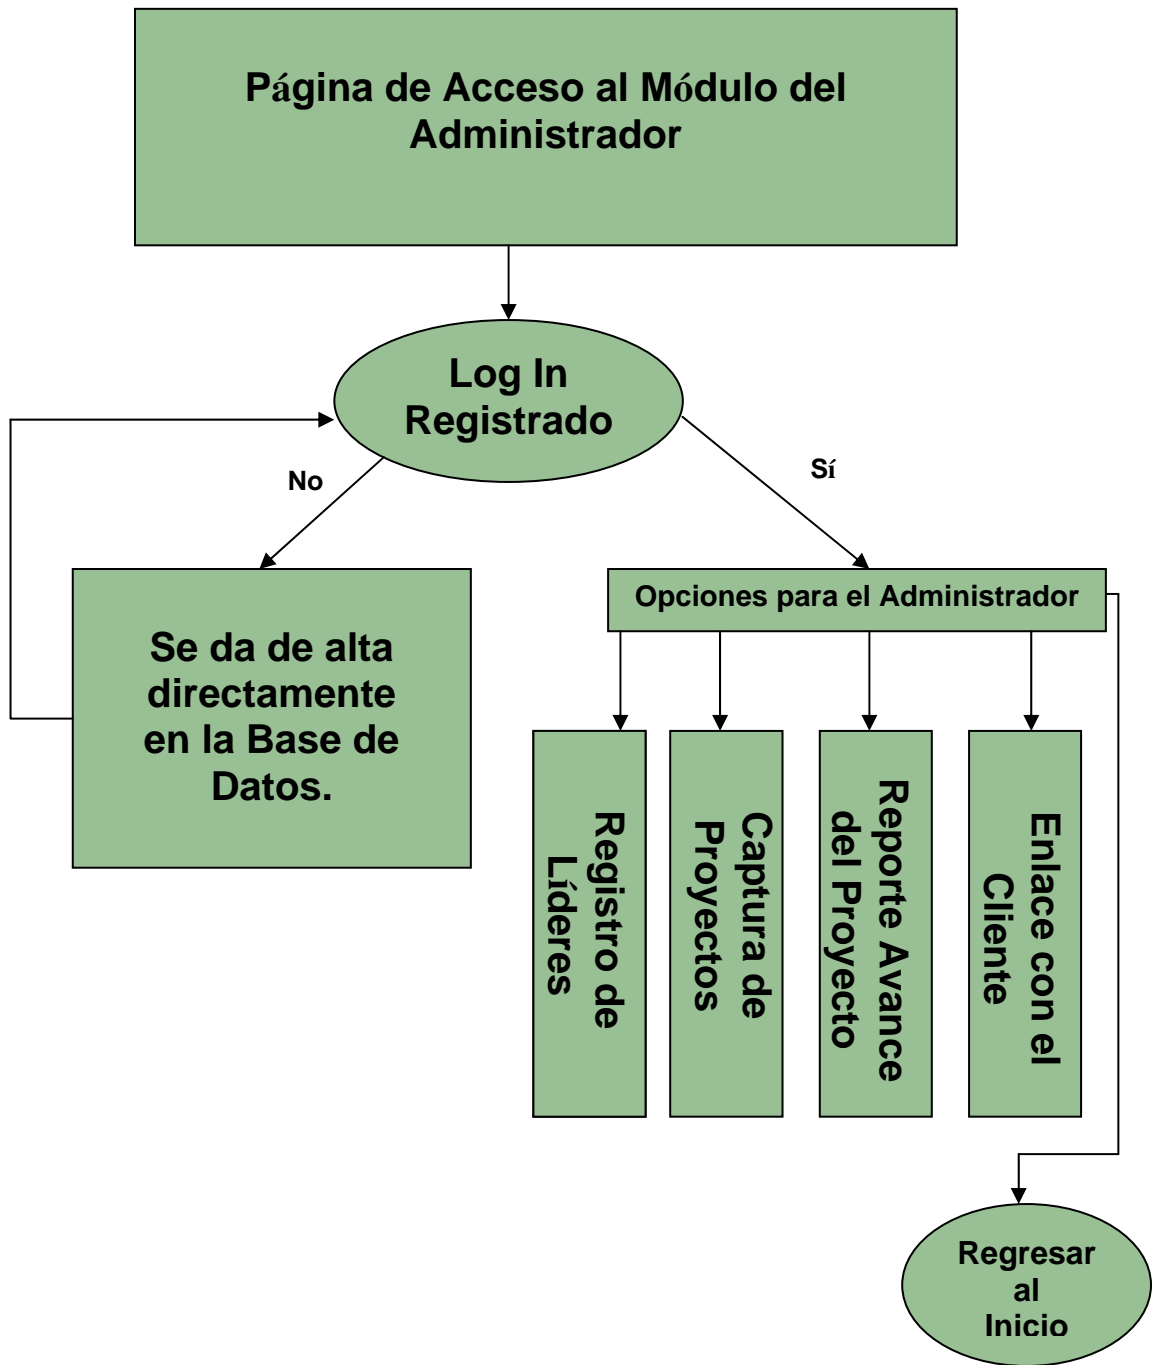 Página de Acceso al Módulo del
Administrador
Log In
Registrado
No
Sí
Se da de alta
directamente
en la Base de
Datos.
Opciones para el Administrador
Registro de
Líderes
Captura de
Proyectos
Reporte Avance
del Proyecto
Enlace con el
Cliente
Regresar
al
Inicio